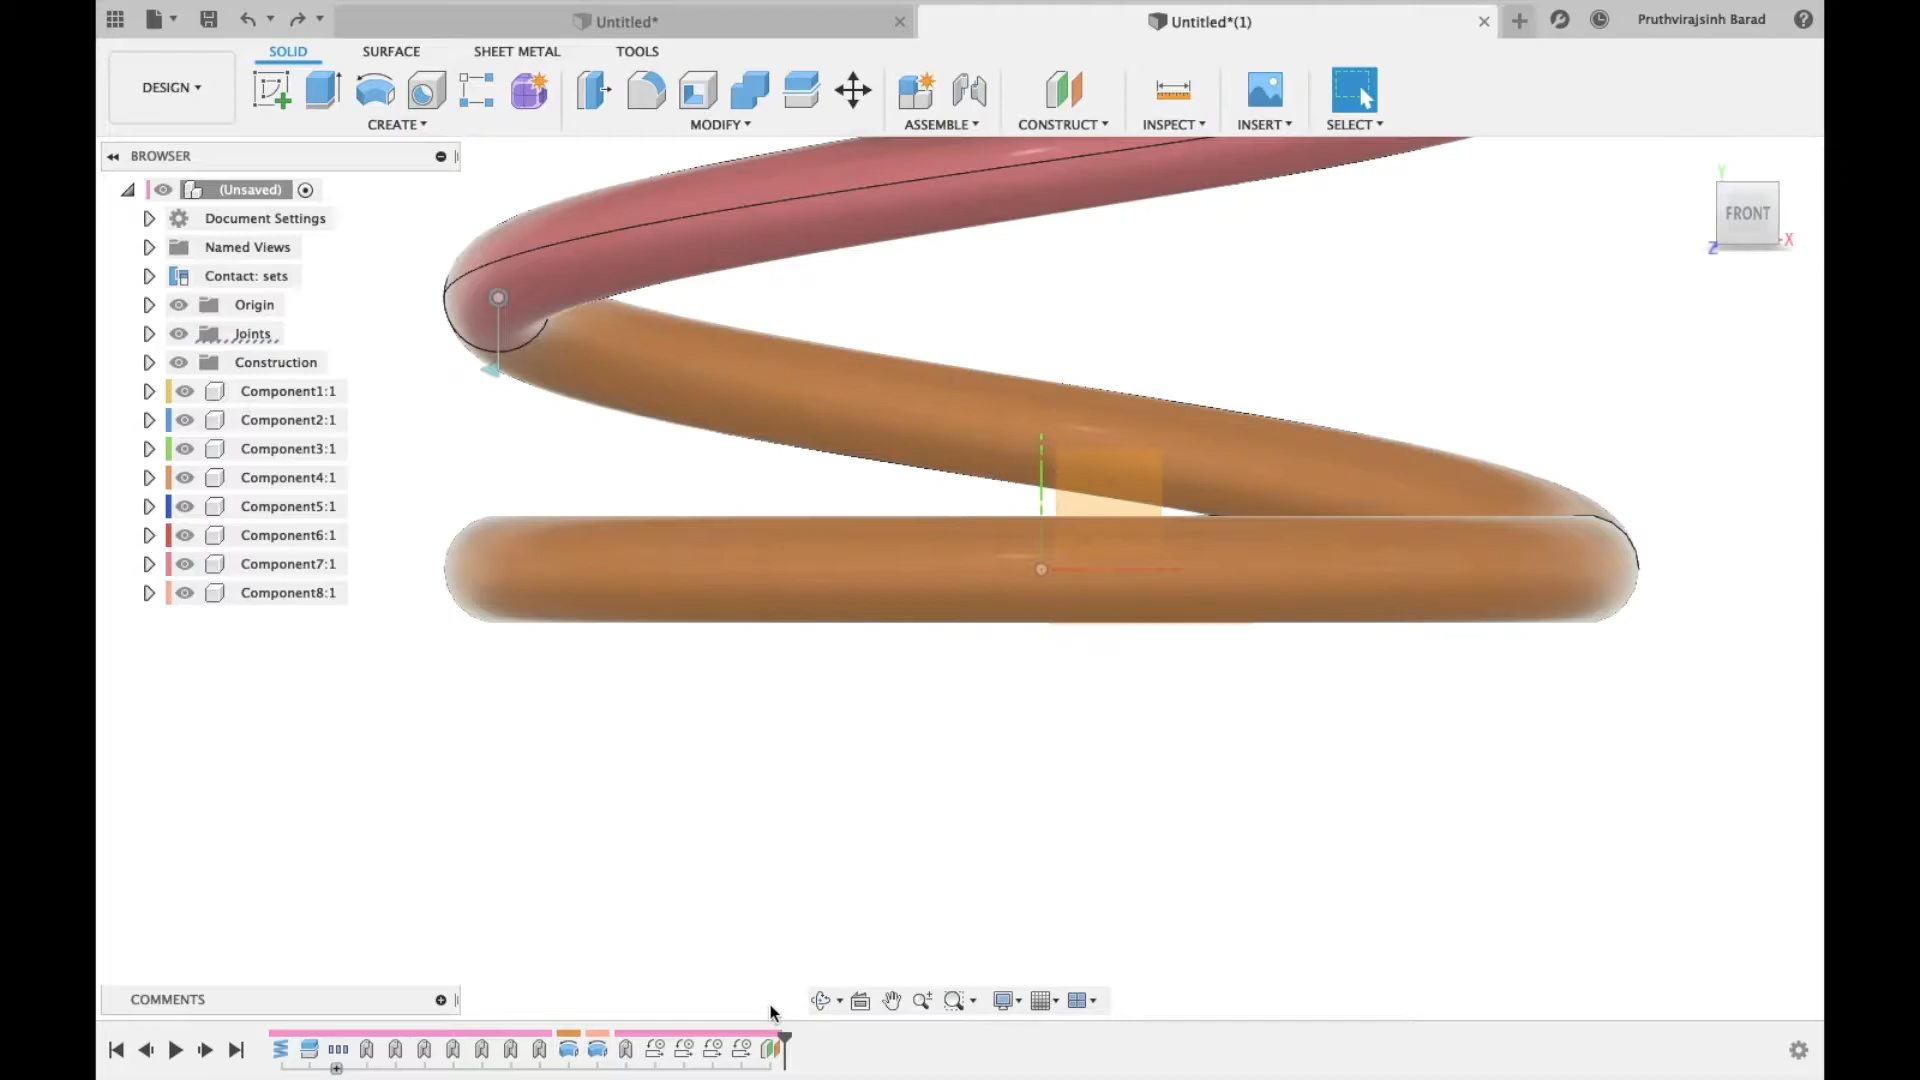 Untitled*
Untitled*(1)
Pruthvirajsinh Barad
SOLID
SURFACE
SHEET METAL
TOOLS
DESIGN
CREATE
MODIFY
ASSEMBLE
CONSTRUCT
INSPECT
INSERT
SELECT
BROWSER
(Unsaved)
Document Settings
Named Views
Contact: sets
Origin
Joints
Construction
Component1:1
Component2:1
Component3:1
Component4:1
Component5:1
Component6:1
Component7:1
Component8:1
Y
FRONT
X
Z
COMMENTS